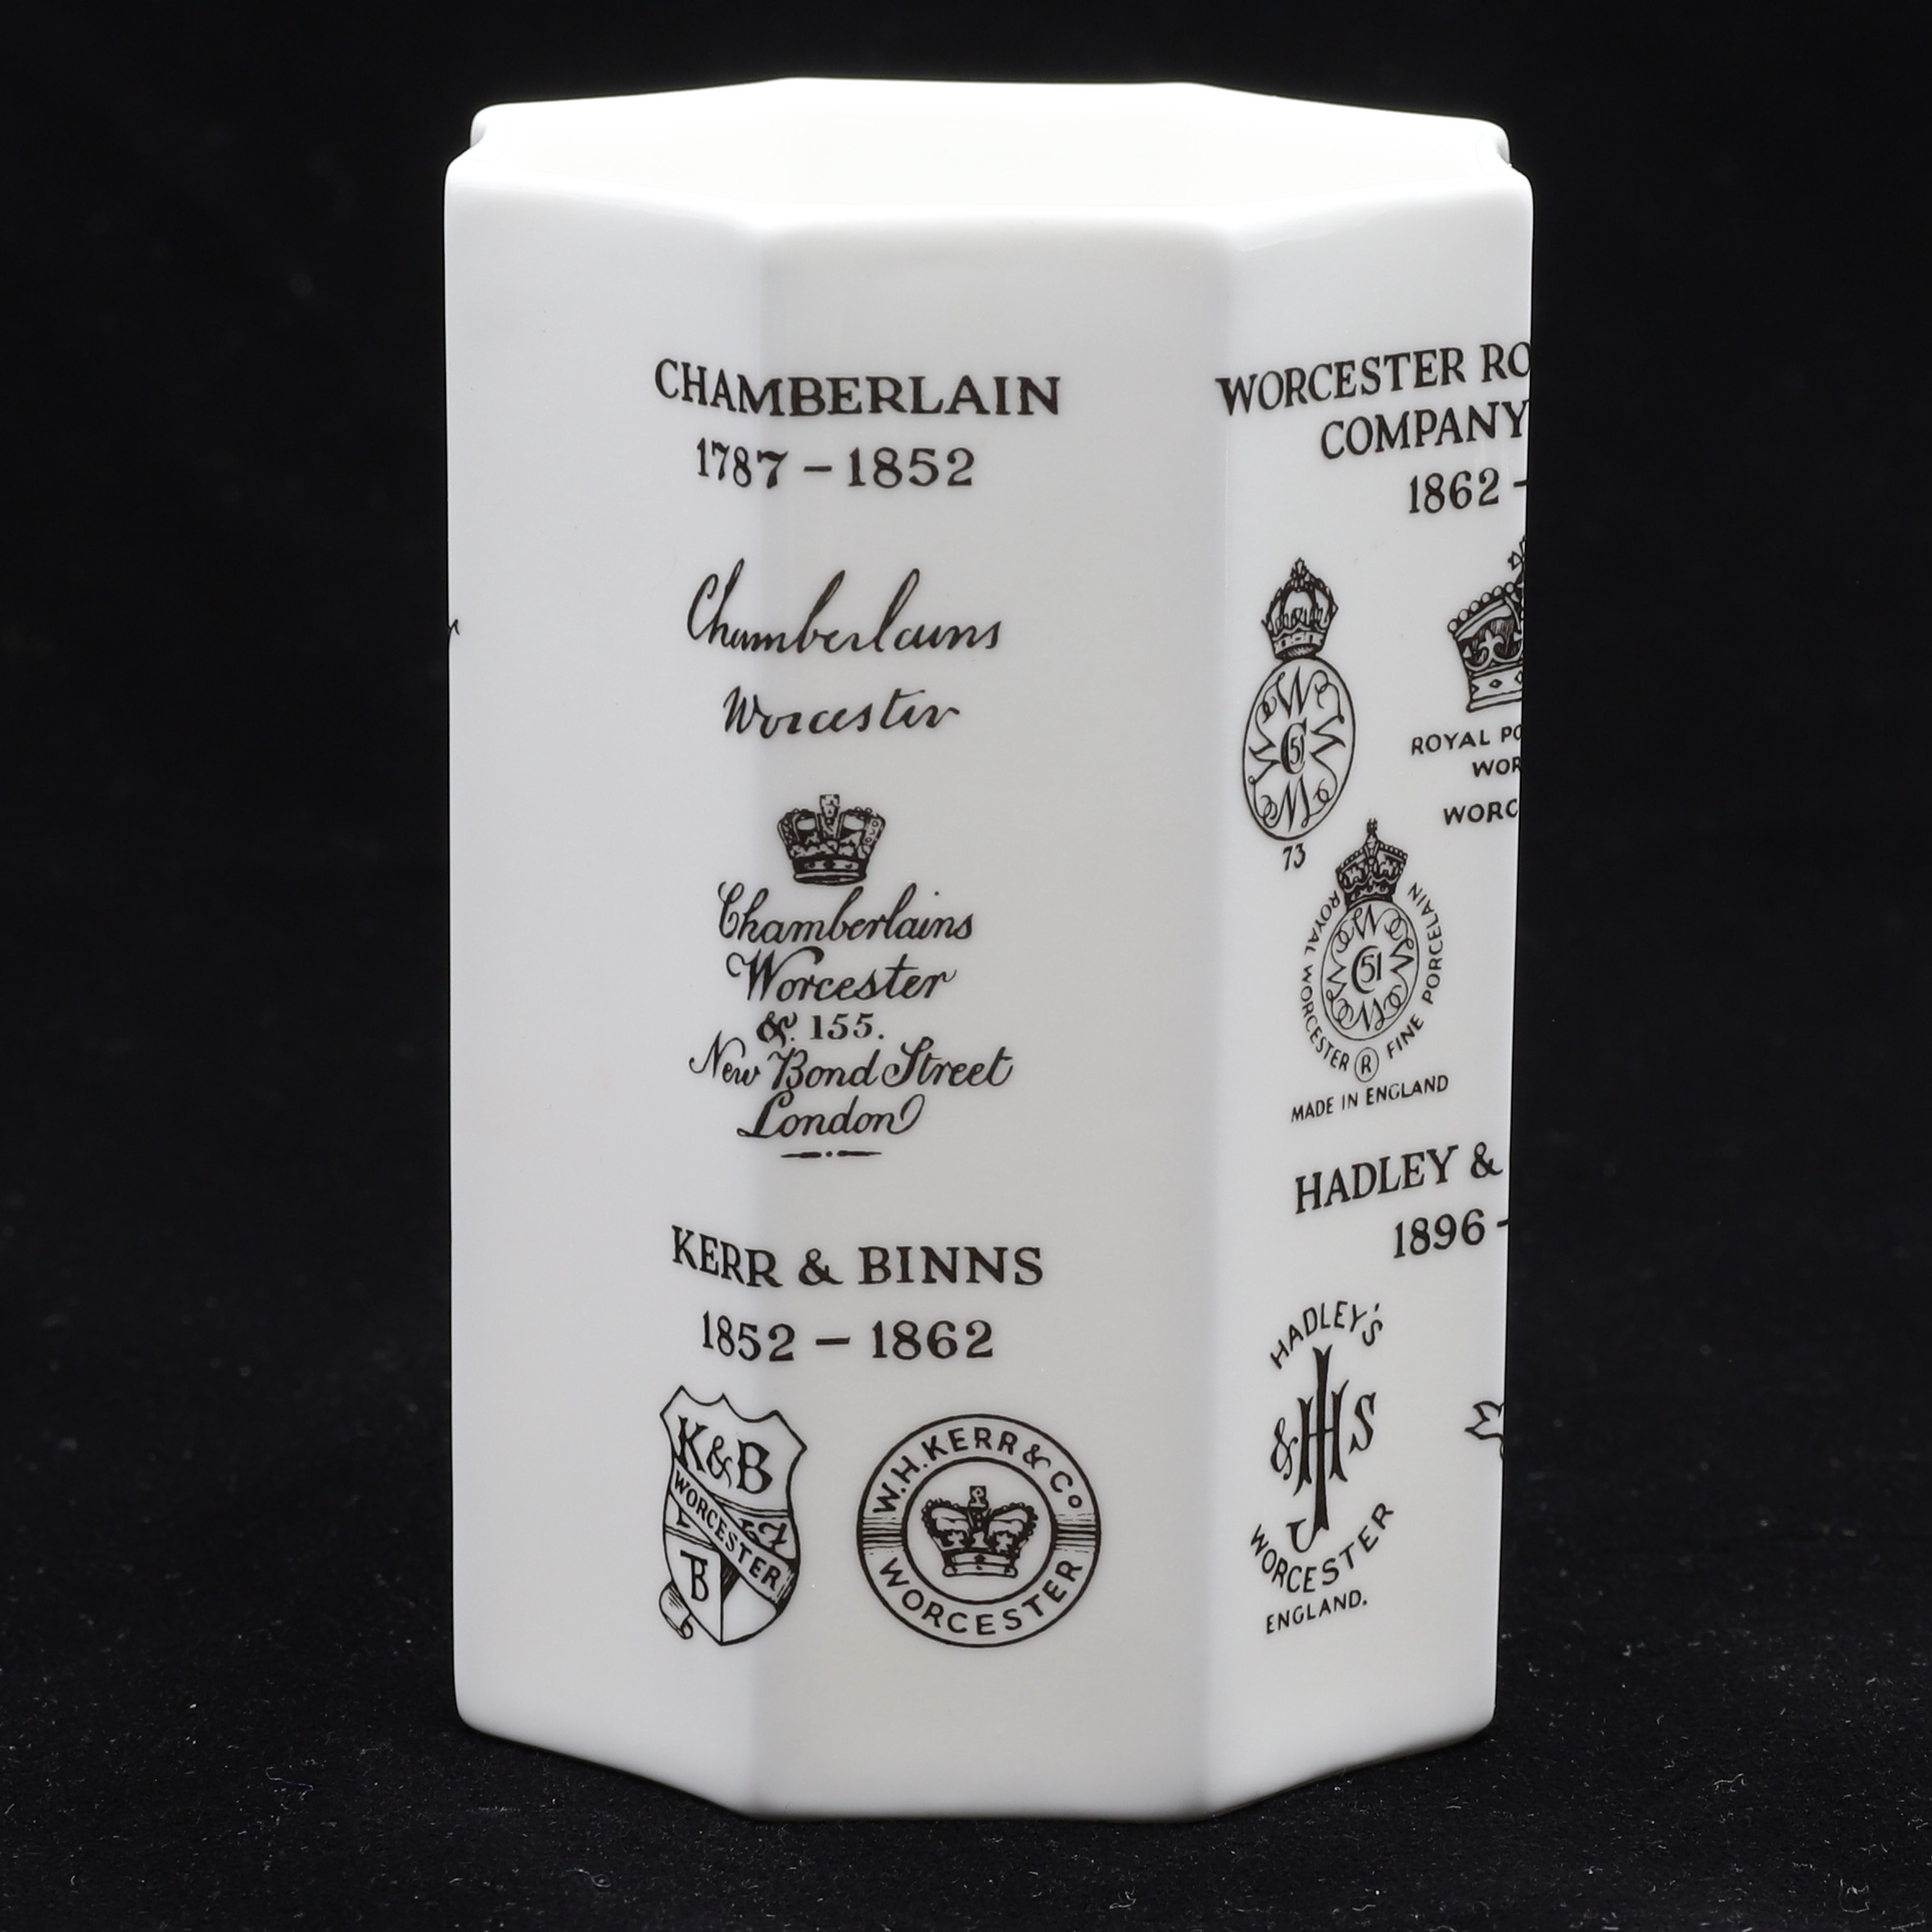 CHAMBERLAIN
1787 – 1852
Chamberlains
Worcester
Chamberlains
Worcester
& 155.
New Bond Street
London
KERR & BINNS
1852 – 1862
K&B
WORCESTER
B
W.H. KERR & Co
WORCESTER
WORCESTER RO
COMPANY
1862 -
W W W W
C 51
73
ROYAL PO
WOR
WORC
ROYAL WORCESTER ® FINE PORCELAIN
W W W W
C 51
MADE IN ENGLAND
HADLEY &
1896 -
HADLEY'S
& JH S
WORCESTER
ENGLAND.